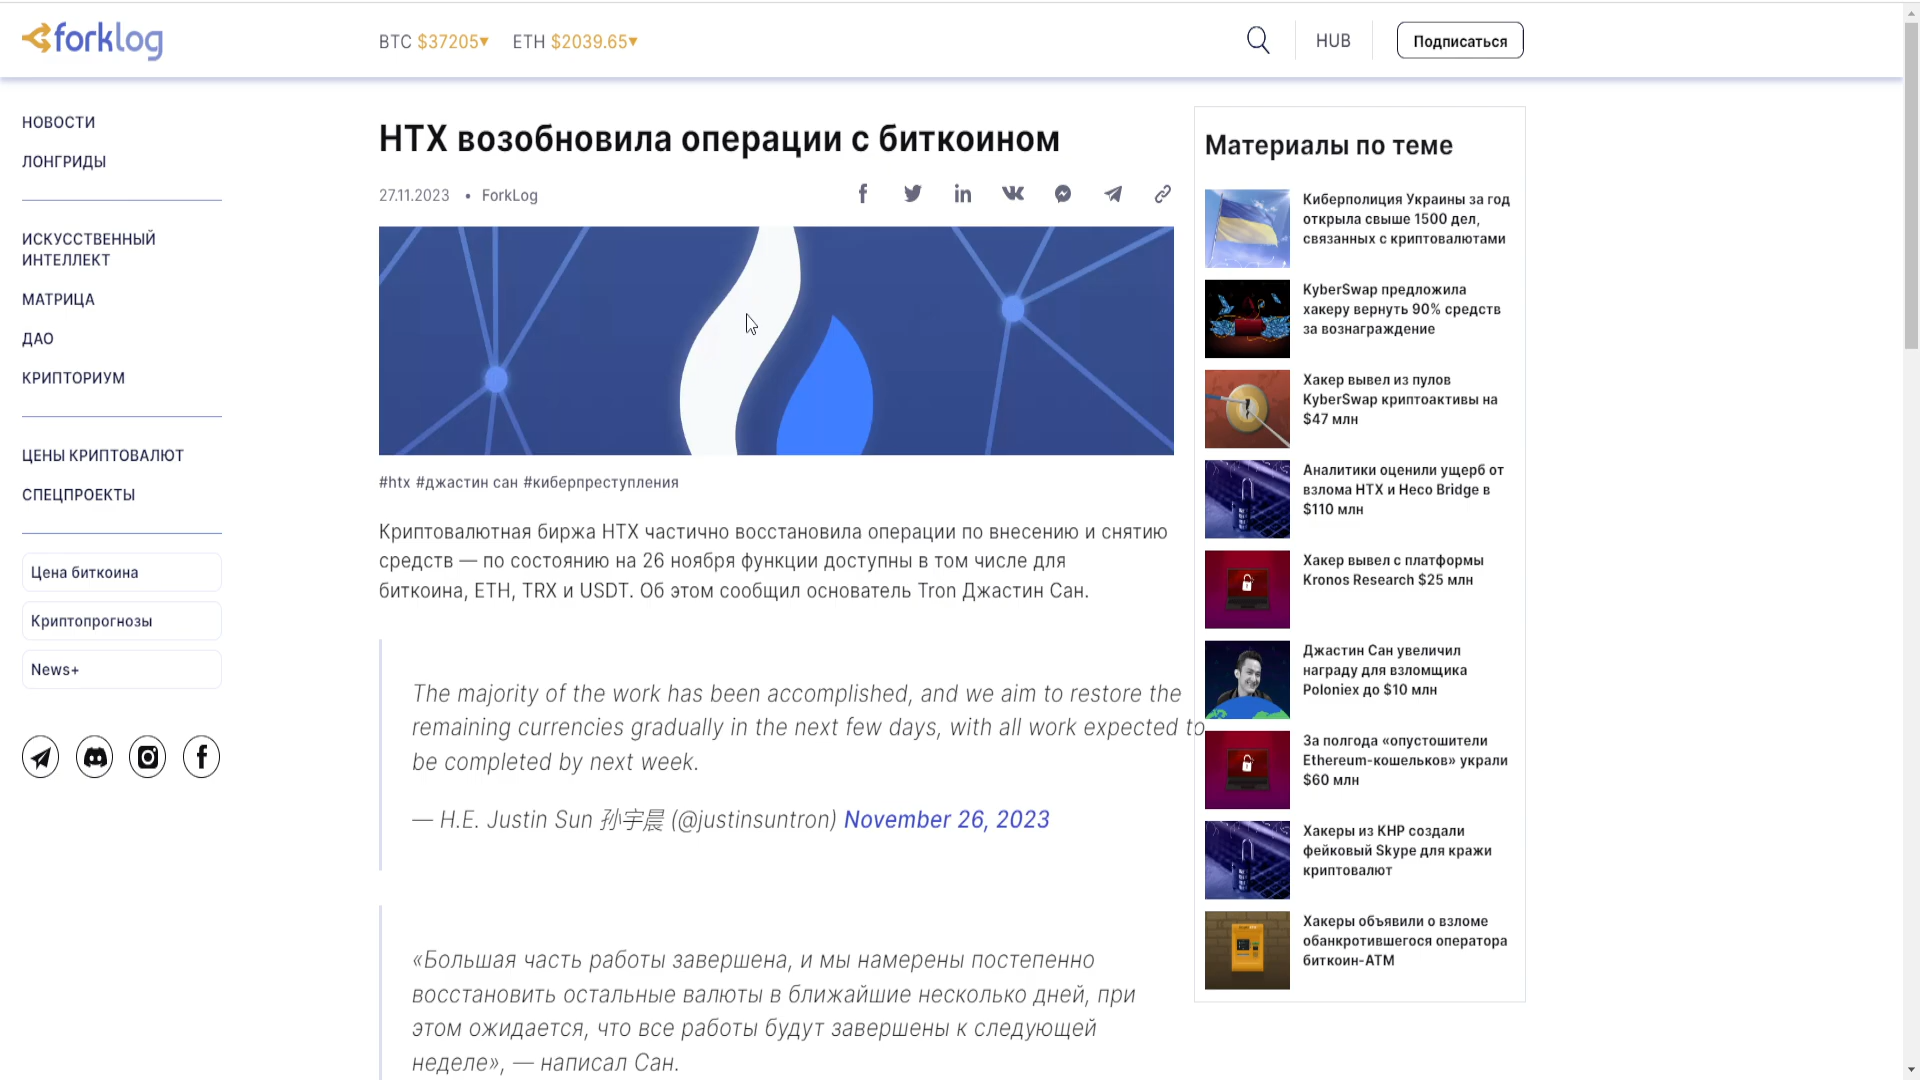 forklog
BTC $37205▾ ETH $2039.65▾
HUB
Подписаться
НОВОСТИ
ЛОНГРИДЫ
ИСКУССТВЕННЫЙ
ИНТЕЛЛЕКТ
МАТРИЦА
ДАО
КРИПТОРИУМ
ЦЕНЫ КРИПТОВАЛЮТ
СПЕЦПРОЕКТЫ
Цена биткоина
Криптопрогнозы
News+
HTX возобновила операции с биткоином
27.11.2023 • ForkLog
#htx #джастин сан #киберпреступления
Криптовалютная биржа HTX частично восстановила операции по внесению и снятию
средств — по состоянию на 26 ноября функции доступны в том числе для
биткоина, ETH, TRX и USDT. Об этом сообщил основатель Tron Джастин Сан.
The majority of the work has been accomplished, and we aim to restore the
remaining currencies gradually in the next few days, with all work expected to
be completed by next week.
— H.E. Justin Sun 孙宇晨 (@justinsuntron) November 26, 2023
«Большая часть работы завершена, и мы намерены постепенно
восстановить остальные валюты в ближайшие несколько дней, при
этом ожидается, что все работы будут завершены к следующей
неделе», — написал Сан.
Материалы по теме
Киберполиция Украины за год
открыла свыше 1500 дел,
связанных с криптовалютами
KyberSwap предложила
хакеру вернуть 90% средств
за вознаграждение
Хакер вывел из пулов
KyberSwap криптоактивы на
$47 млн
Аналитики оценили ущерб от
взлома HTX и Heco Bridge в
$110 млн
Хакер вывел с платформы
Kronos Research $25 млн
Джастин Сан увеличил
награду для взломщика
Poloniex до $10 млн
За полгода «опустошители
Ethereum-кошельков» украли
$60 млн
Хакеры из КНР создали
фейковый Skype для кражи
криптовалют
Хакеры объявили о взломе
обанкротившегося оператора
биткоин-АТМ